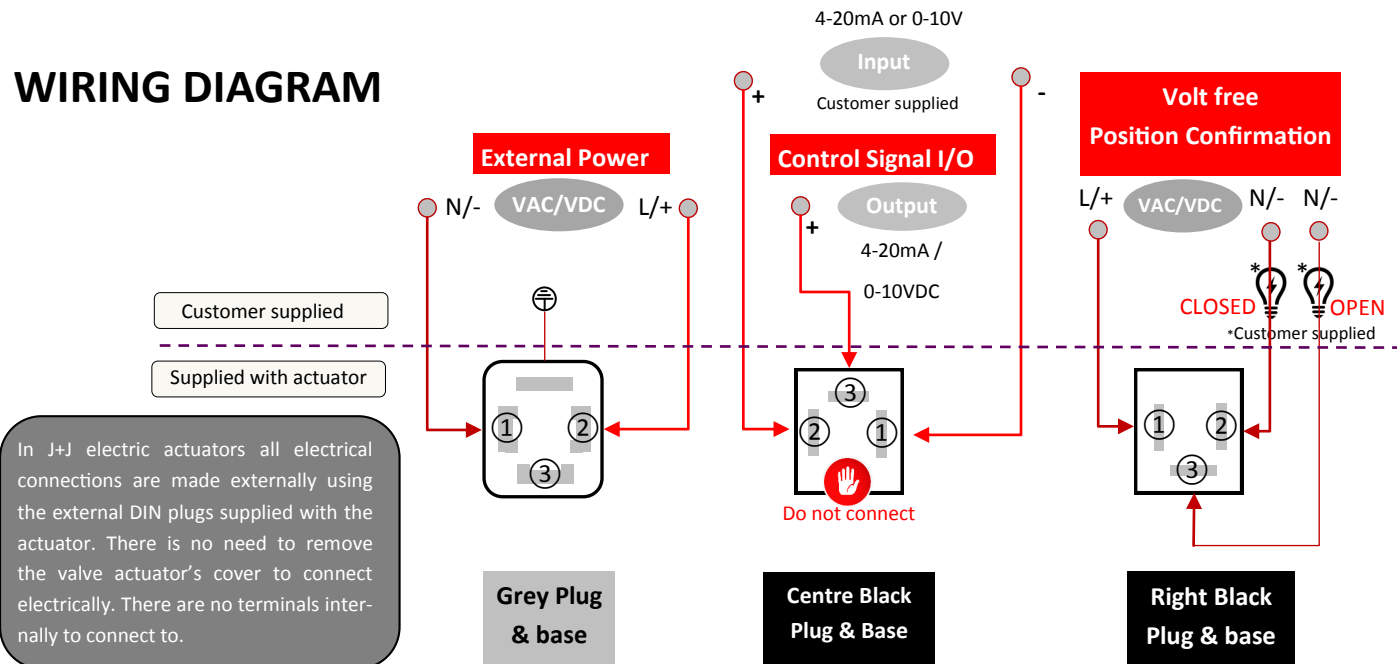 WIRING DIAGRAM
4-20mA or 0-10V
Input
Customer supplied
+
-
External Power
N/-
VAC/VDC
L/+
Control Signal I/O
+
Output
4-20mA /
0-10VDC
Volt free
Position Confirmation
L/+
VAC/VDC
N/-
N/-
*
*
CLOSED
OPEN
*Customer supplied
Customer supplied
Supplied with actuator
1
2
3
3
2
1
Do not connect
1
2
3
In J+J electric actuators all electrical
connections are made externally using
the external DIN plugs supplied with the
actuator. There is no need to remove
the valve actuator’s cover to connect
electrically. There are no terminals inter-
nally to connect to.
Grey Plug
& base
Centre Black
Plug & Base
Right Black
Plug & base